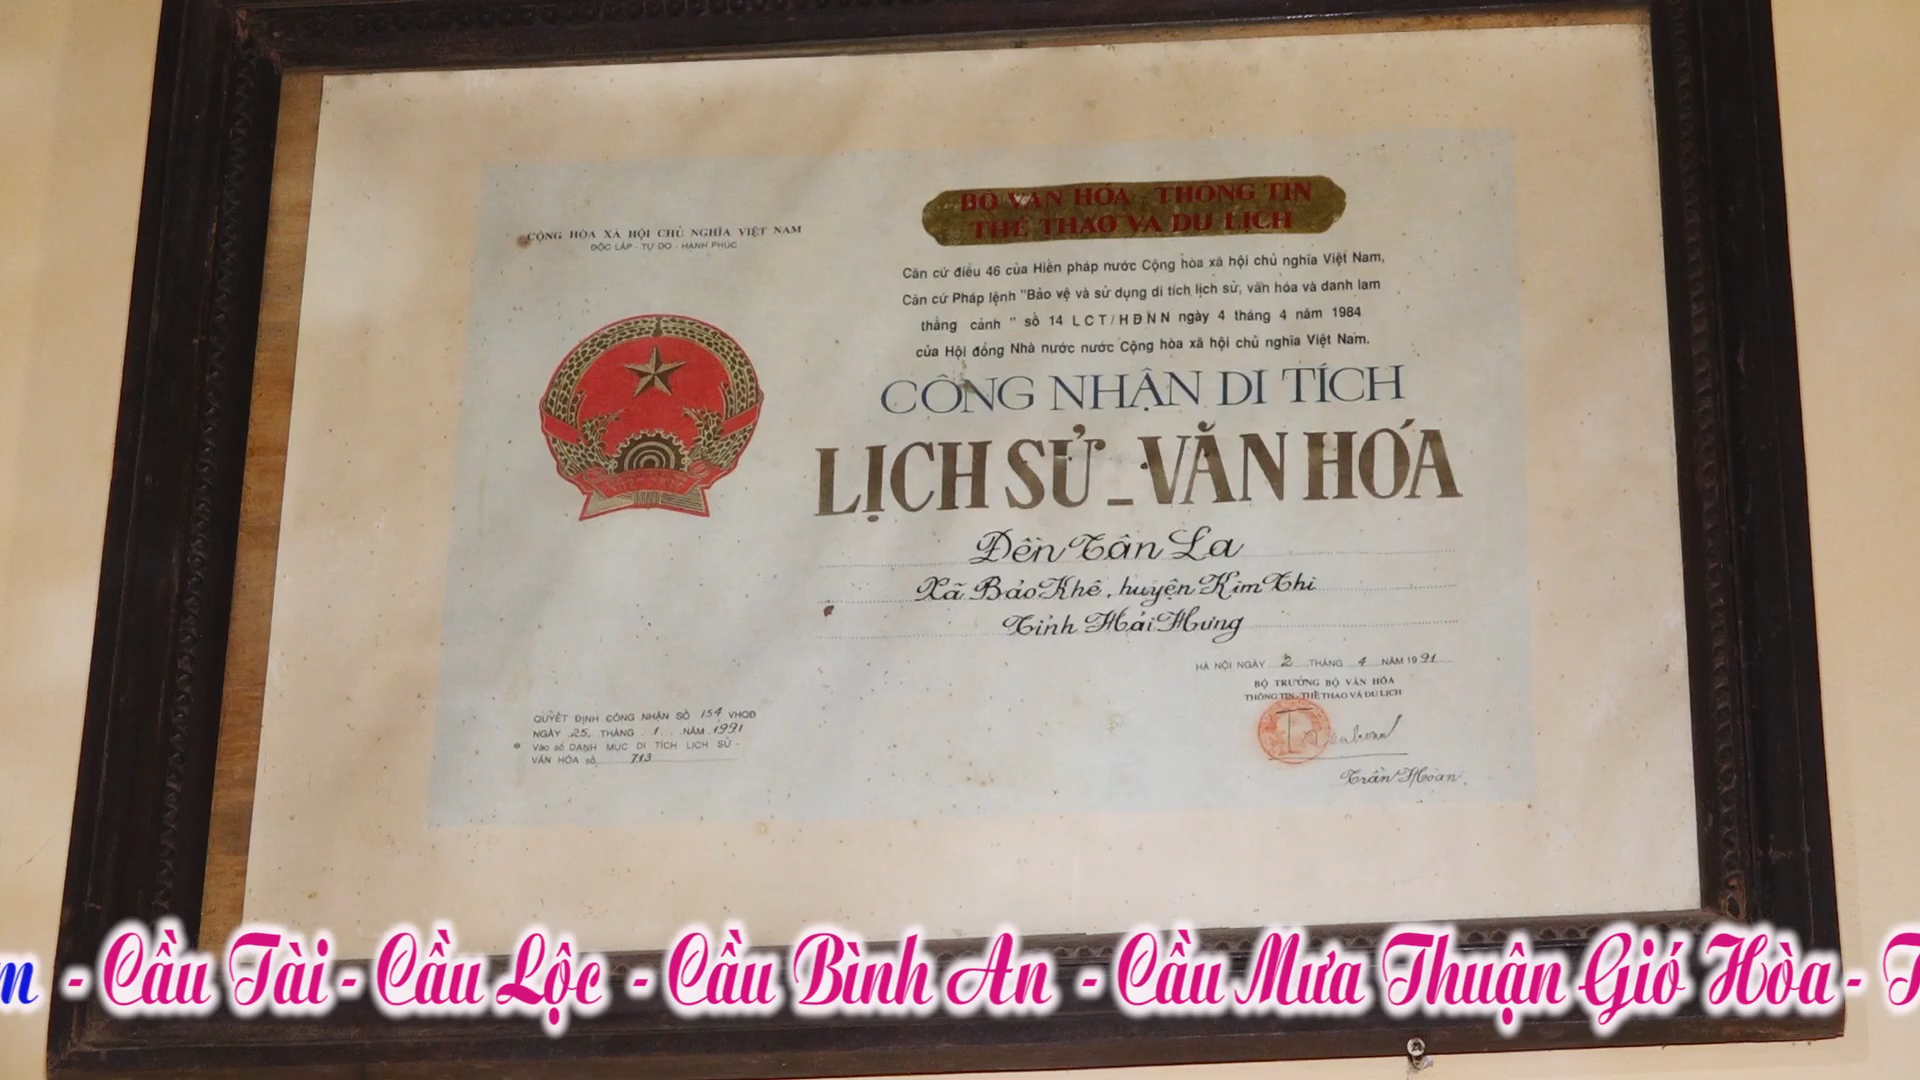 CỘNG HÒA XÃ HỘI CHỦ NGHĨA VIỆT NAM
ĐỘC LẬP - TỰ DO - HẠNH PHÚC
BỘ VĂN HÓA - THÔNG TIN
THỂ THAO VÀ DU LỊCH
Căn cứ điều 46 của Hiến pháp nước Cộng hòa xã hội chủ nghĩa Việt Nam,
Căn cứ Pháp lệnh "Bảo vệ và sử dụng di tích lịch sử, văn hóa và danh lam
thắng cảnh " số 14 LCT/HĐNN ngày 4 tháng 4 năm 1984
của Hội đồng Nhà nước nước Cộng hòa xã hội chủ nghĩa Việt Nam.
CÔNG NHẬN DI TÍCH
LỊCH SỬ - VĂN HÓA
Đền Tân La
Xã Bảo Khê, huyện Kim Thi
Tỉnh Hải Hưng
HÀ NỘI NGÀY 2 THÁNG 4 NĂM 1991
BỘ TRƯỞNG BỘ VĂN HÓA
THÔNG TIN - THỂ THAO VÀ DU LỊCH
Trần Hoàn
QUYẾT ĐỊNH CÔNG NHẬN SỐ 154 VHQĐ
NGÀY 25 THÁNG 1 NĂM 1991
Vào sổ DANH MỤC DI TÍCH LỊCH SỬ -
VĂN HÓA số 713
- Cầu Tài - Cầu Lộc - Cầu Bình An - Cầu Mưa Thuận Gió Hòa -